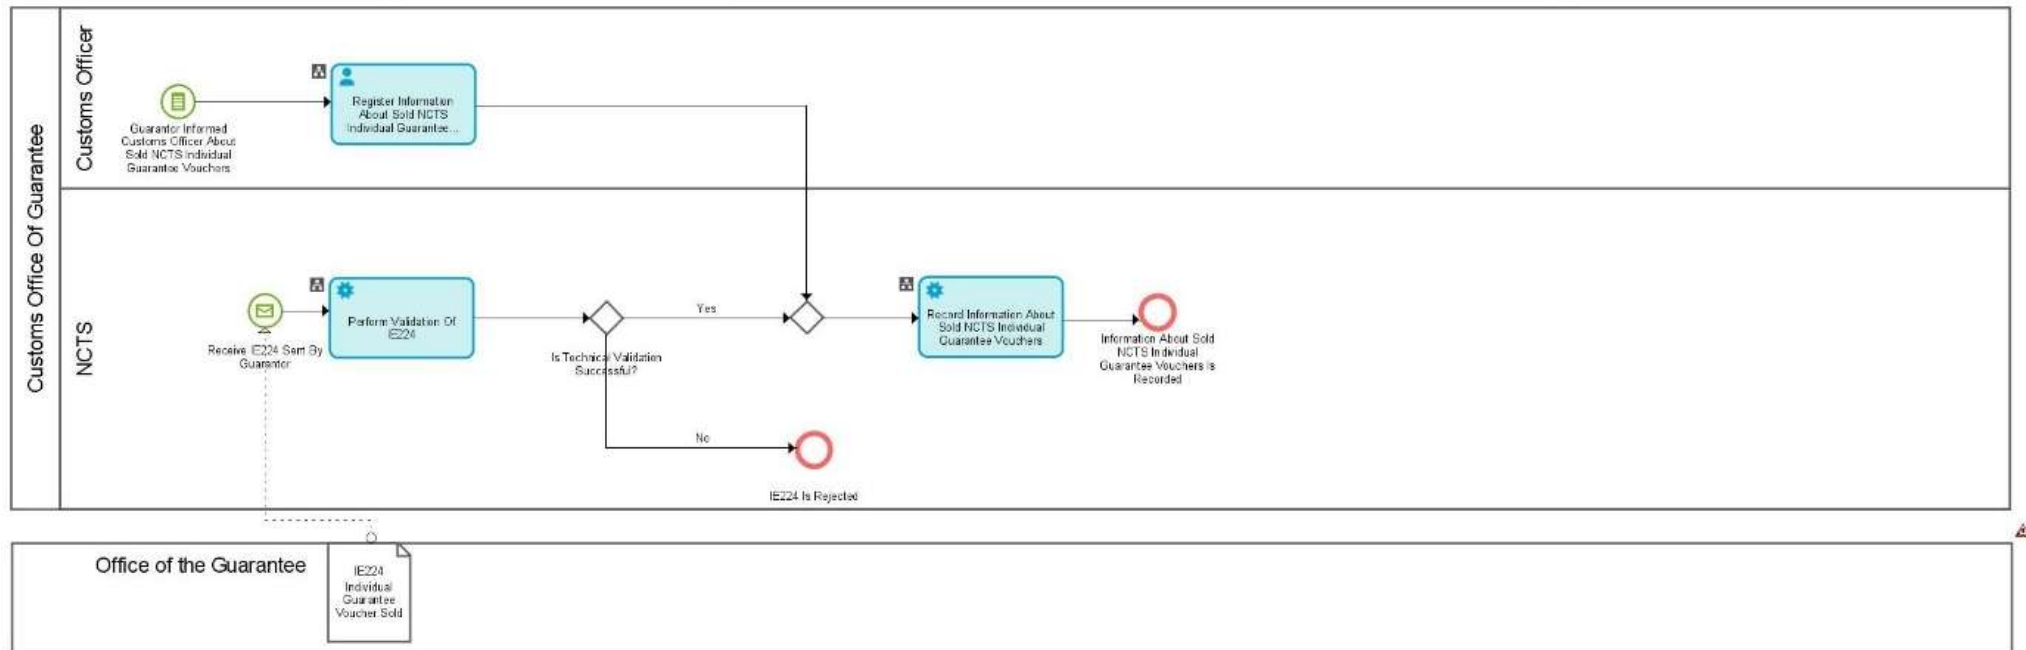 Customs Office Of Guarantee
Customs Officer
Guarantor Informed
Customs Officer About
Sold NCTS Individual
Guarantee Vouchers
Register Information
About Sold NCTS
Individual Guarantee...
NCTS
Receive IE224 Sent By
Guarantor
Perform Validation Of
IE224
Is Technical Validation
Successful?
Yes
No
Record Information About
Sold NCTS Individual
Guarantee Vouchers
Information About Sold
NCTS Individual
Guarantee Vouchers Is
Recorded
IE224 Is Rejected
Office of the Guarantee
IE224
Individual
Guarantee
Voucher Sold